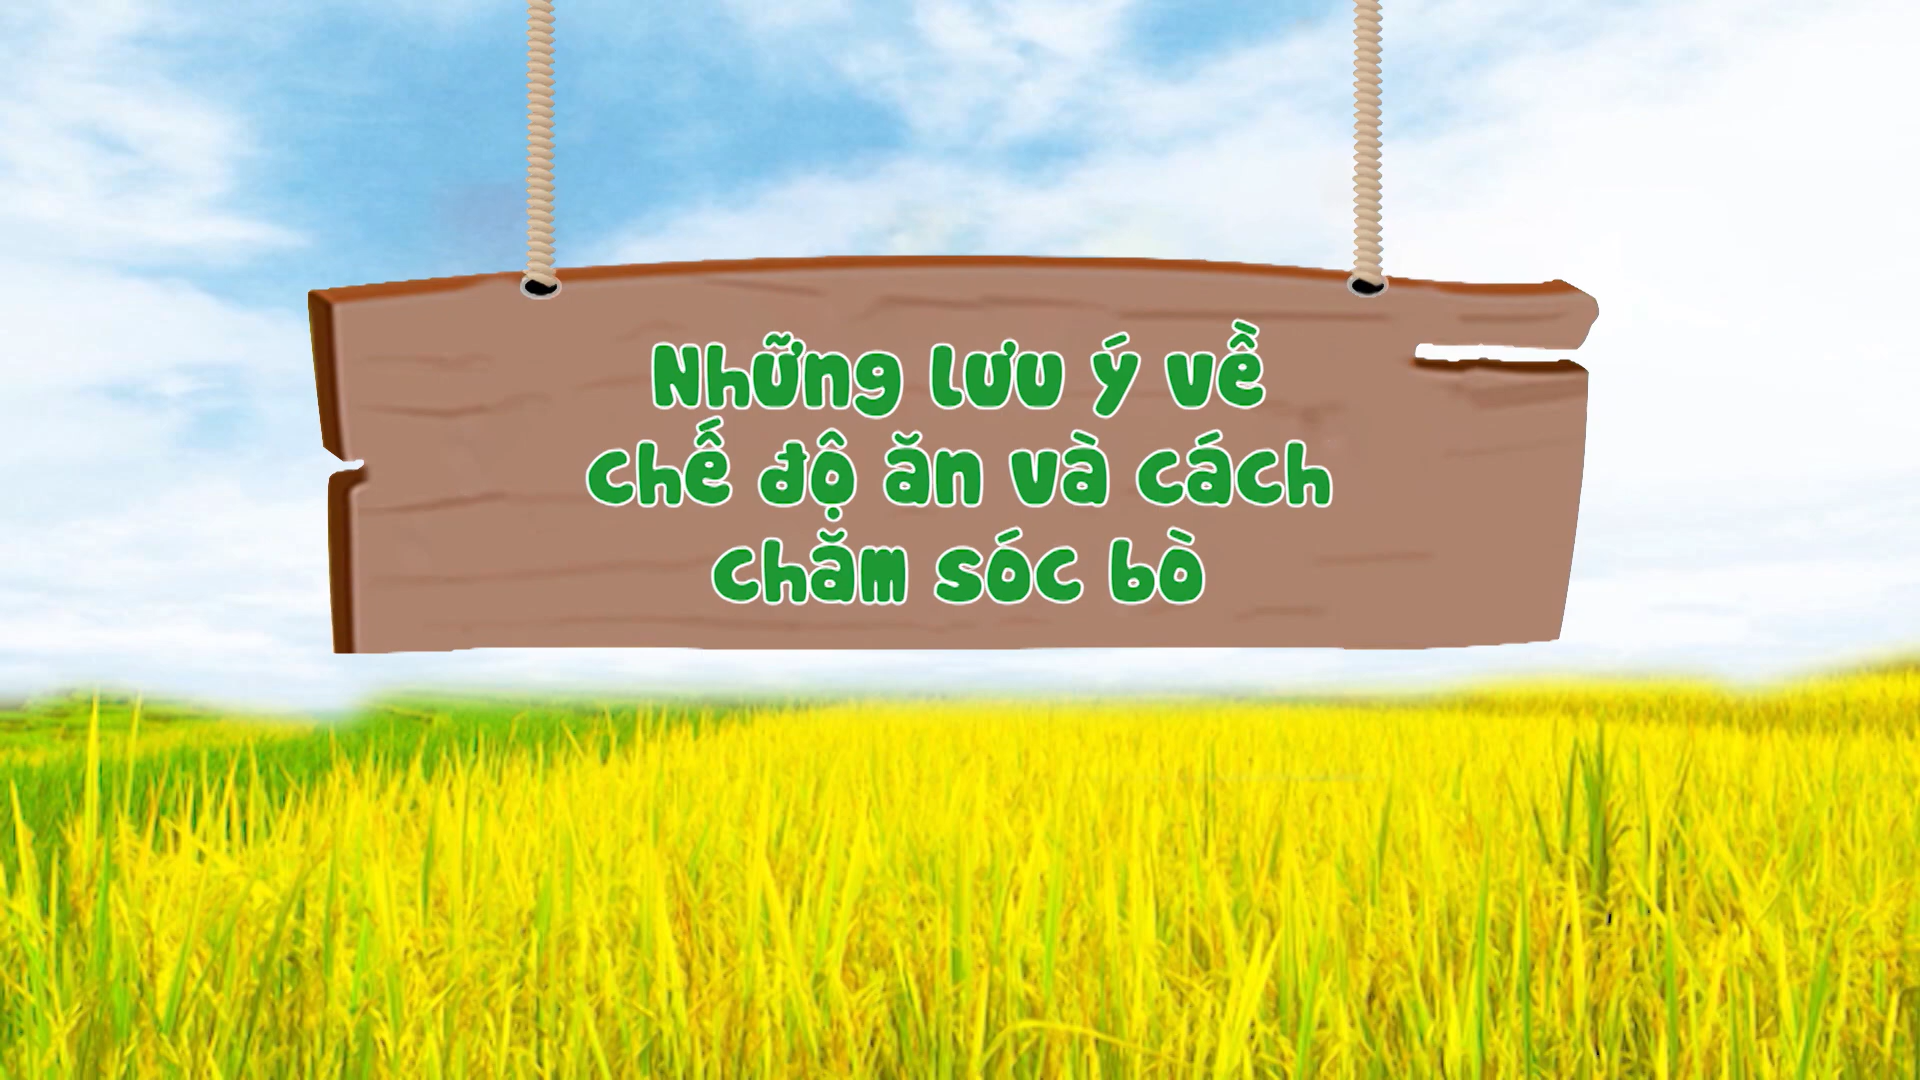 Những lưu ý về
chế độ ăn và cách
chăm sóc bò